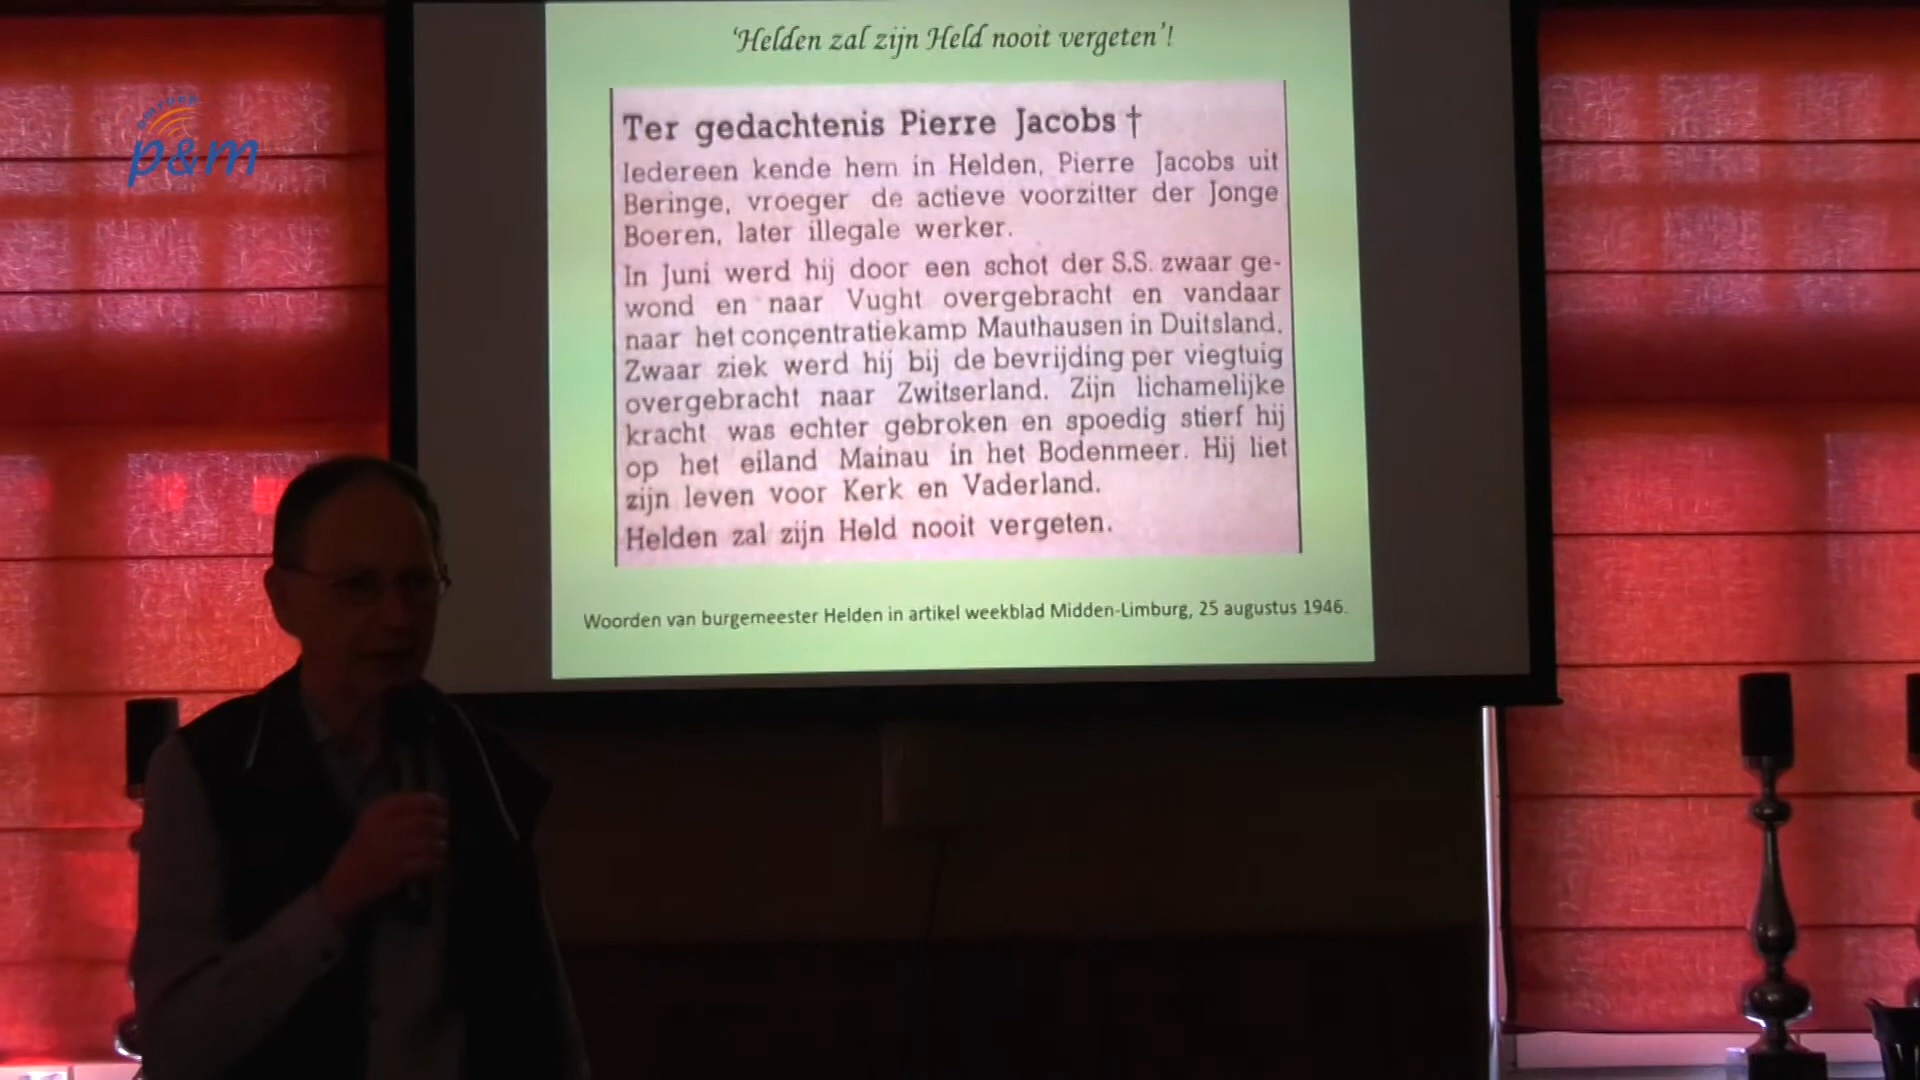 ‘Helden zal zijn Held nooit vergeten’!
omroep
p&m
Ter gedachtenis Pierre Jacobs †
Iedereen kende hem in Helden, Pierre Jacobs uit
Beringe, vroeger de actieve voorzitter der Jonge
Boeren, later illegale werker.
In Juni werd hij door een schot der S.S. zwaar ge-
wond en naar Vught overgebracht en vandaar
naar het concentratiekamp Mauthausen in Duitsland.
Zwaar ziek werd hij bij de bevrijding per viegtuig
overgebracht naar Zwitserland. Zijn lichamelijke
kracht was echter gebroken en spoedig stierf hij
op het eiland Mainau in het Bodenmeer. Hij liet
zijn leven voor Kerk en Vaderland.
Helden zal zijn Held nooit vergeten.
Woorden van burgemeester Helden in artikel weekblad Midden-Limburg, 25 augustus 1946.